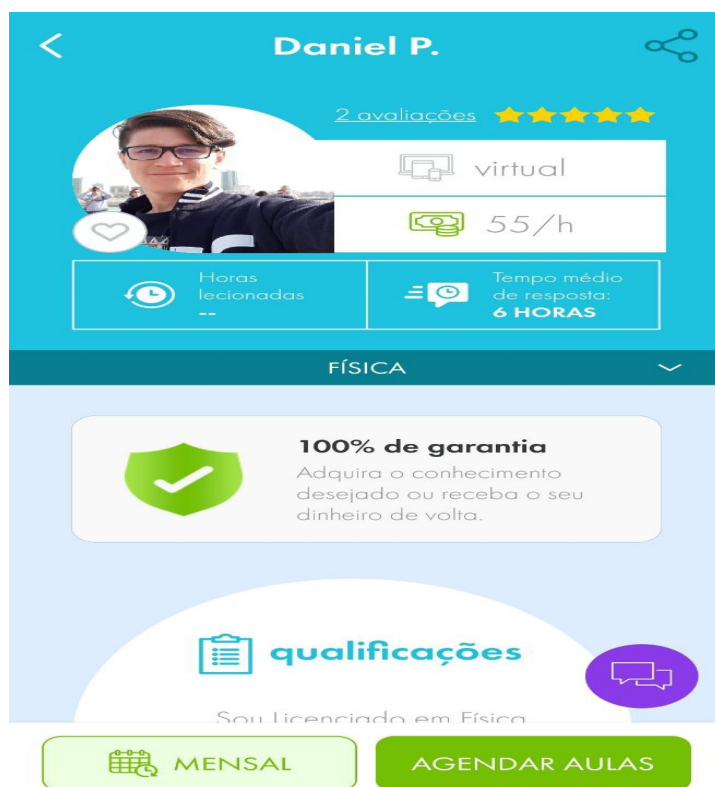 Daniel P.
2 avaliações
virtual
55/h
Horas
lecionadas
--
Tempo médio
de resposta:
6 HORAS
FÍSICA
100% de garantia
Adquira o conhecimento
desejado ou receba o seu
dinheiro de volta.
qualificações
Sou Licenciado em Física
MENSAL
AGENDAR AULAS